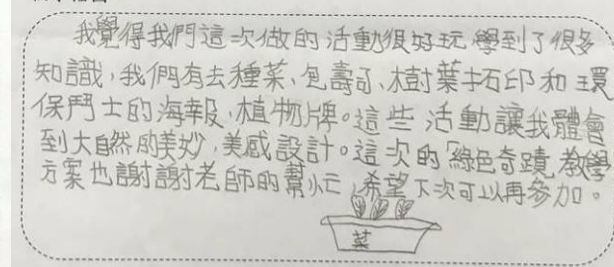 我覺得我們這次做的活動很好玩學到了很多
知識，我們有去種菜、包壽司、樹葉拓印和環
保鬥士的海報、植物牌。這些活動讓我體會
到大自然的美妙，美感設計。這次的「綠色奇蹟」教學
方案也謝謝老師的幫忙，希望下次可以再參加。
菜